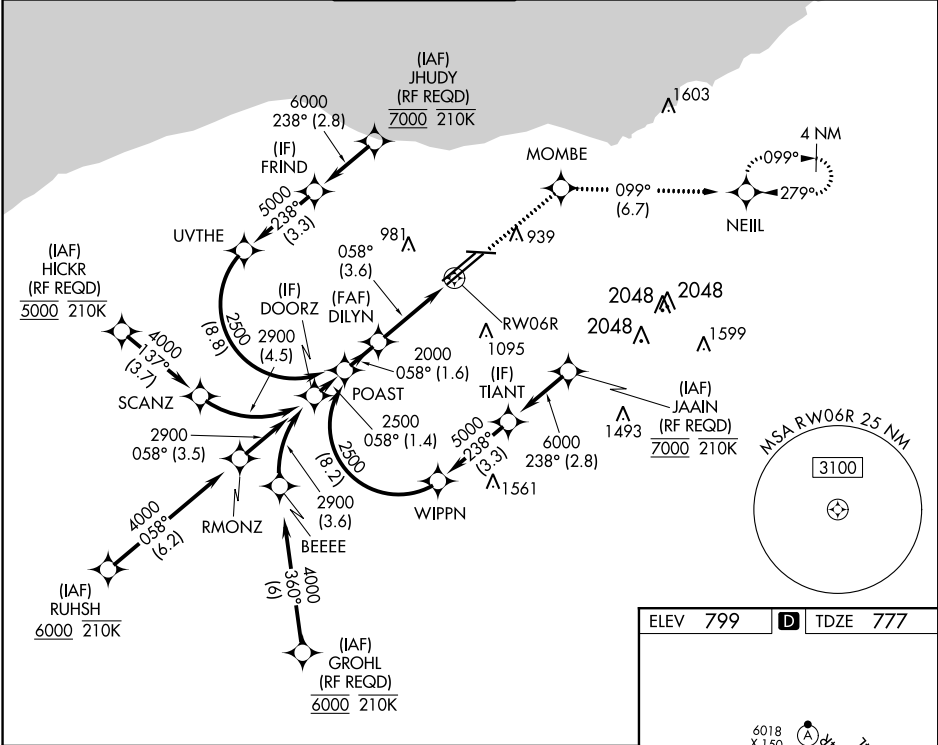 (IAF)
JHUDY
(RF REQD)
7000 210K
6000
238° (2.8)
1603
(IF)
FRIND
4 NM
MOMBE
099°
279°
099°
(6.7)
NEIIL
5000
238°
(3.3)
UVTHE
981
939
058°
(3.6)
(IAF)
HICKR
(RF REQD)
5000 210K
(IF)
DOORZ
(FAF)
DILYN
2048
2048
2048
RW06R
1095
1599
2500
(8.8)
2900
(4.5)
4000
137°
(3.7)
2000
058° (1.6)
(IF)
TIANT
(IAF)
JAAIN
(RF REQD)
7000 210K
SCANZ
POAST
2500
058° (1.4)
5000
238°
(3.3)
6000
238° (2.8)
1493
2900
058° (3.5)
2500
(8.2)
MSA RW06R 25 NM
3100
1561
WIPPN
RMONZ
2900
(3.6)
BEEEE
4000
058°
(6.2)
(IAF)
RUHSH
6000 210K
4000
360°
(6)
(IAF)
GROHL
(RF REQD)
6000 210K
ELEV 799 D TDZE 777
6018
X 150
A